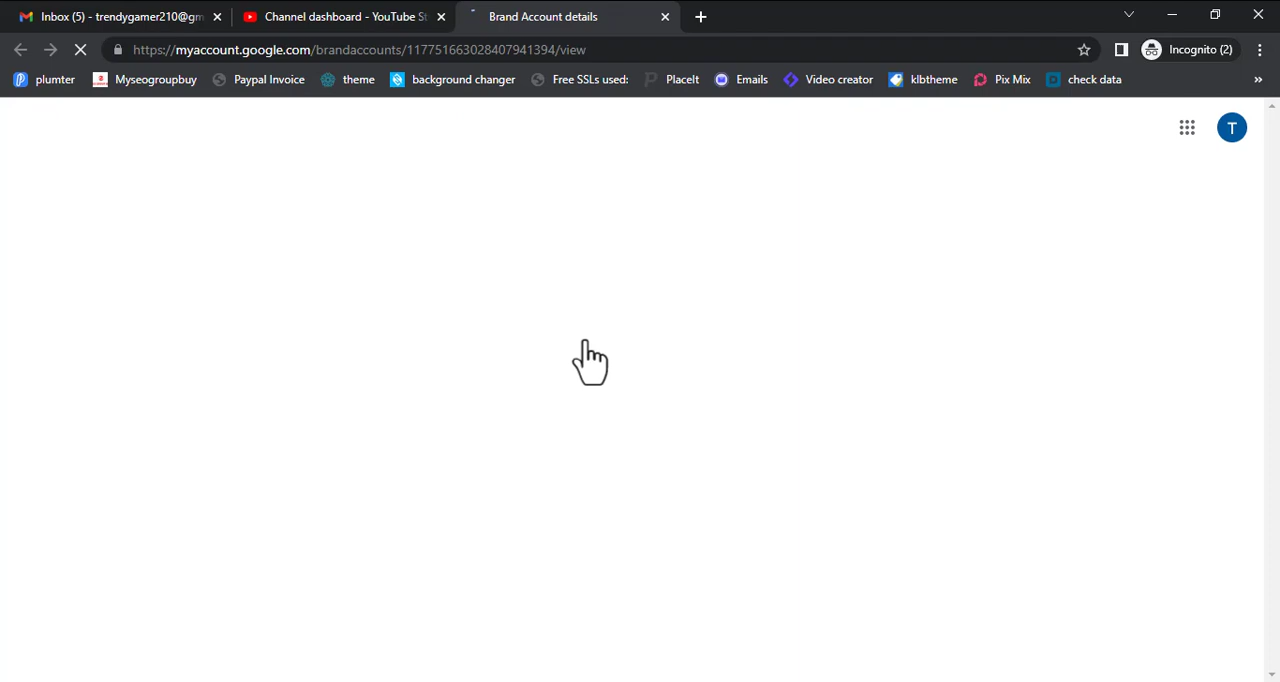 Inbox (5) - trendygamer210@gm
Channel dashboard - YouTube St
Brand Account details
https://myaccount.google.com/brandaccounts/117751663028407941394/view
Incognito (2)
plumter
Myseogroupbuy
Paypal Invoice
theme
background changer
Free SSLs used:
PlaceIt
Emails
Video creator
klbtheme
Pix Mix
check data
»
T